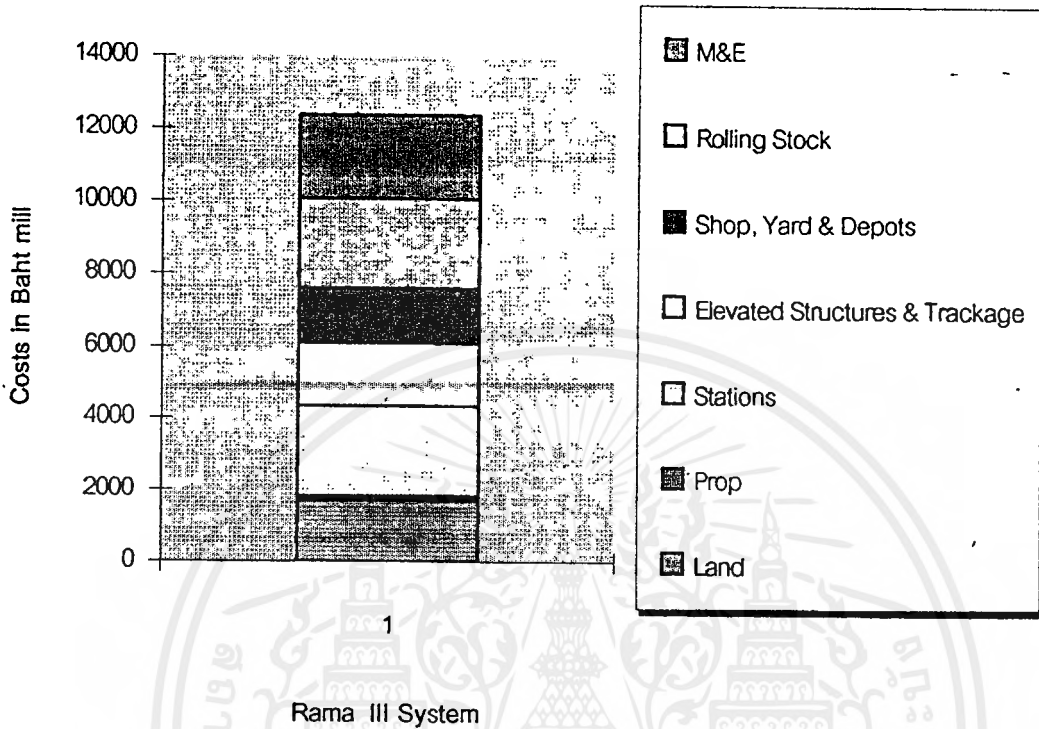 14000
12000
10000
8000
6000
4000
2000
0
Costs in Baht mill
1
Rama III System
M&E
Rolling Stock
Shop, Yard & Depots
Elevated Structures & Trackage
Stations
Prop
Land